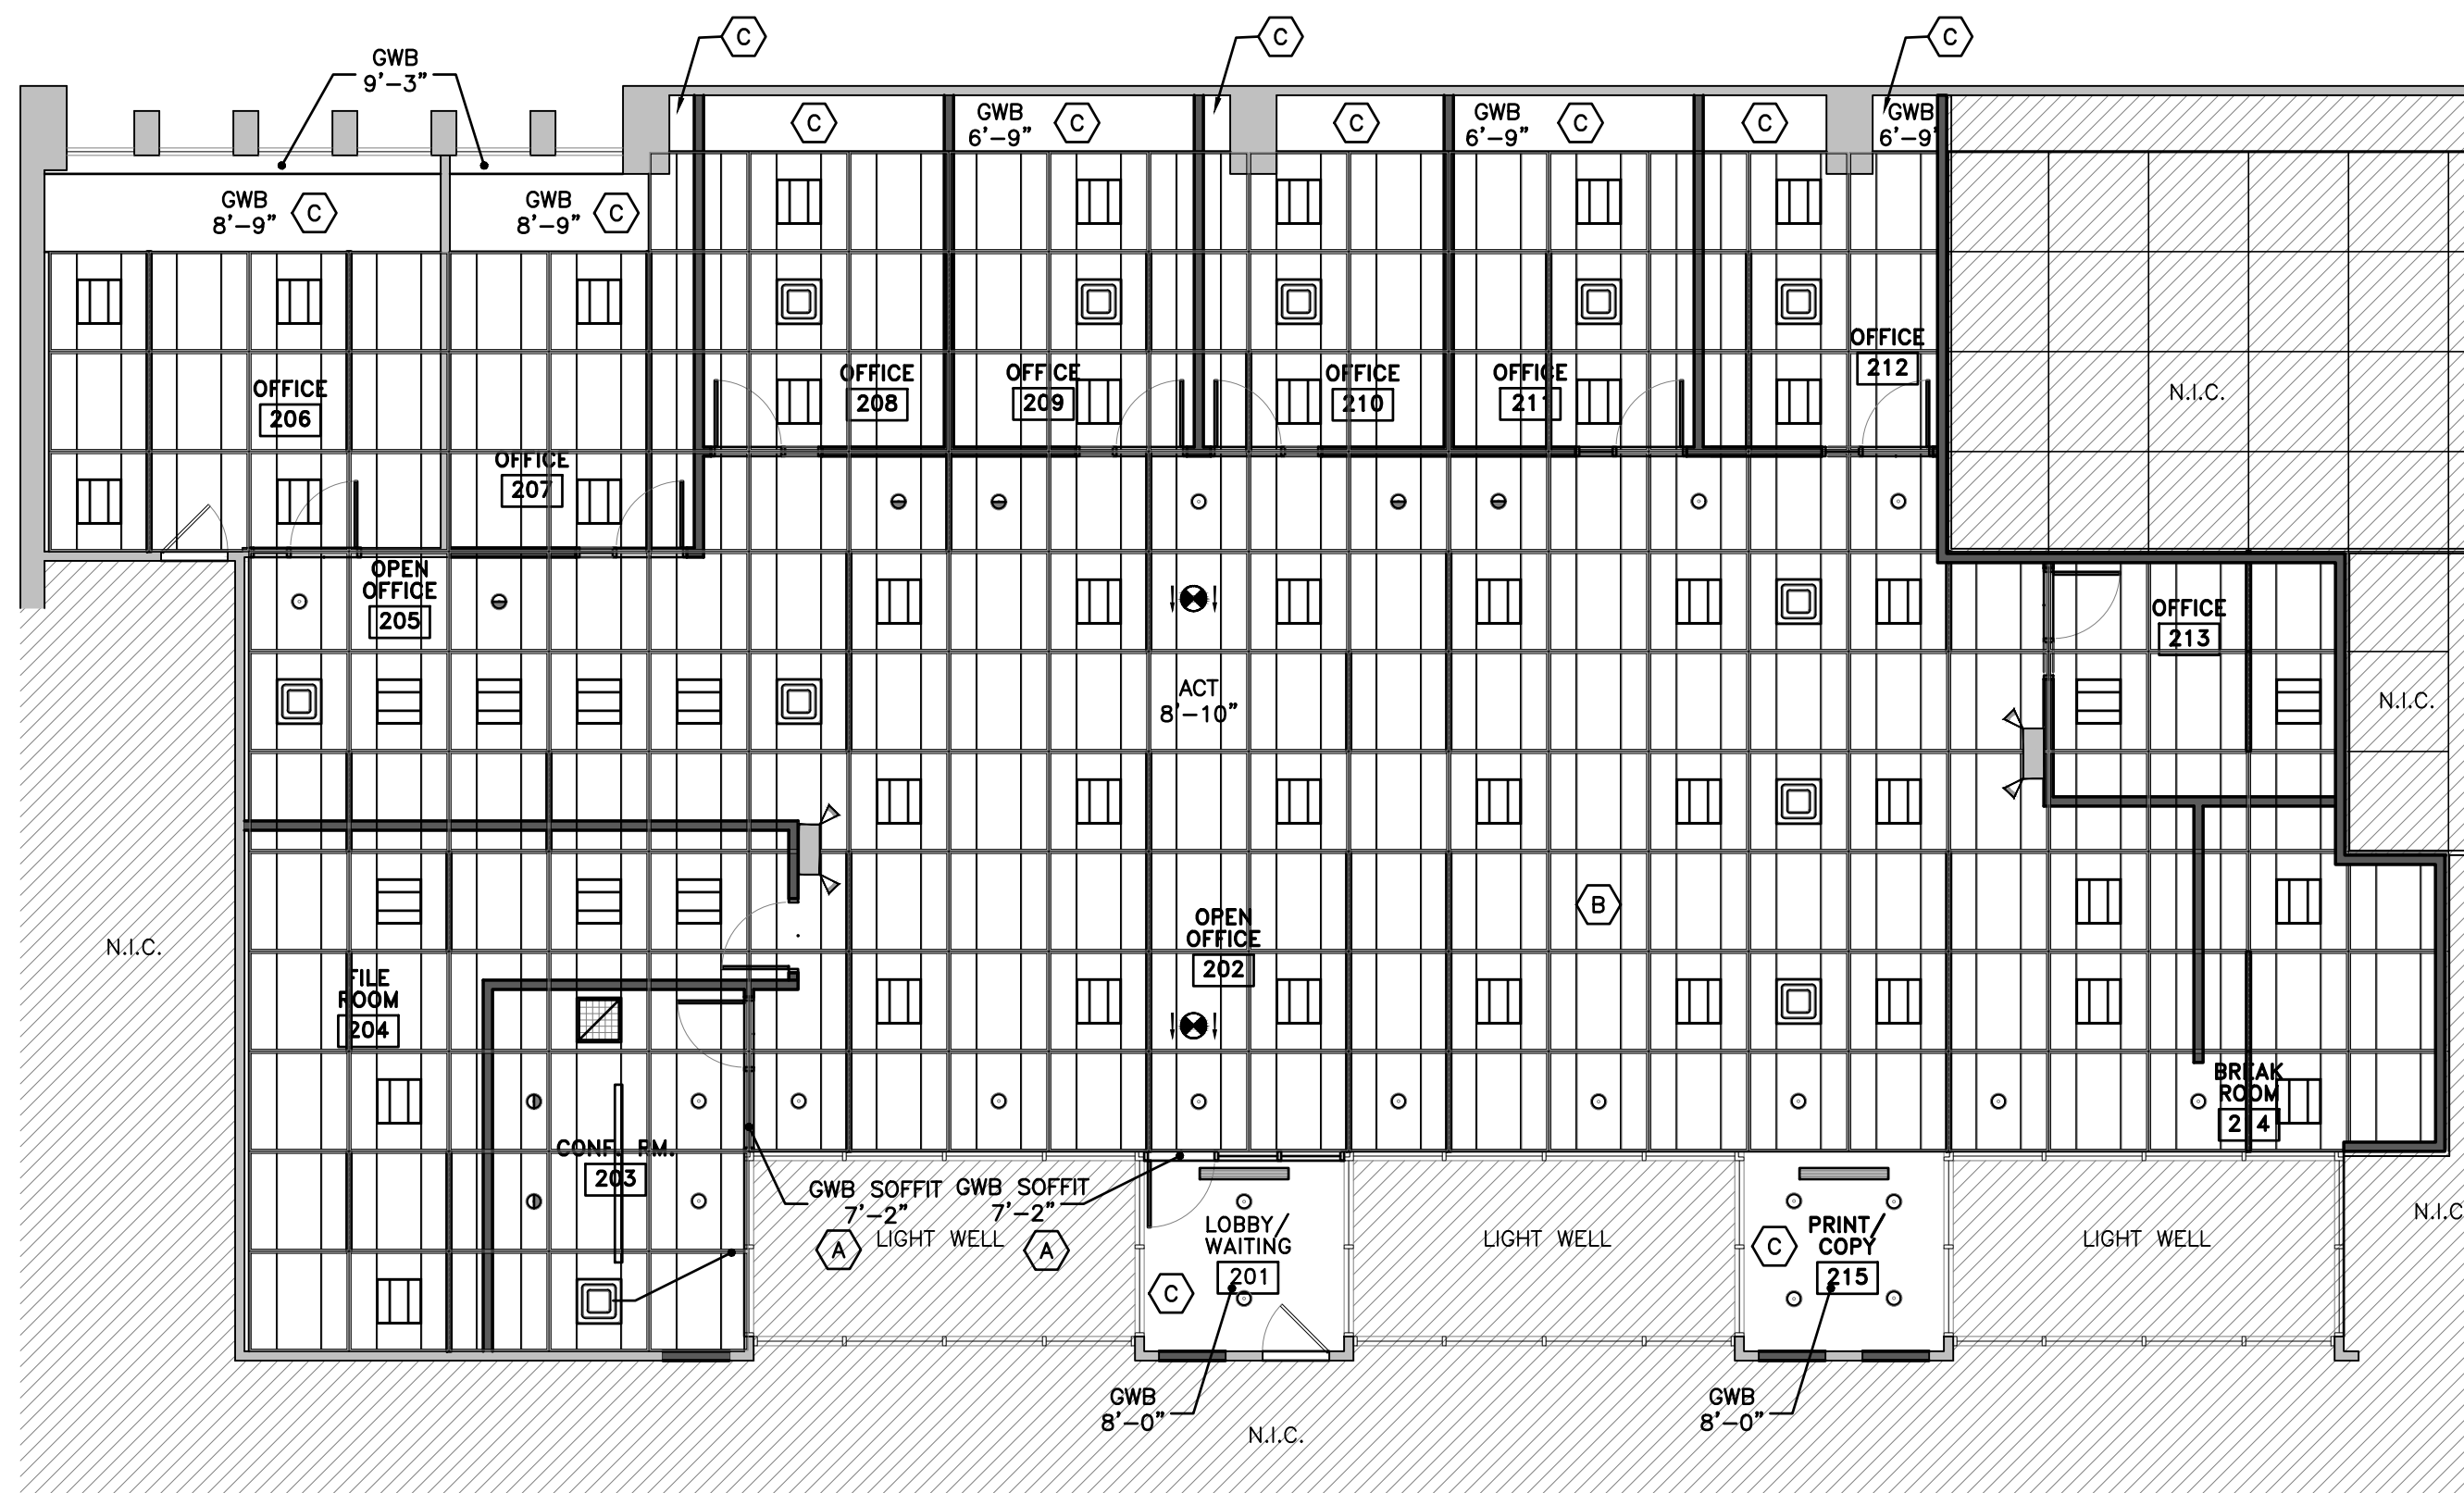 C
C
C
GWB
9'-3"
C
GWB
6'-9"
C
C
GWB
6'-9"
C
C
GWB
6'-9"
GWB
8'-9"
C
GWB
8'-9"
C
OFFICE
206
OFFICE
207
OFFICE
208
OFFICE
209
OFFICE
210
OFFICE
211
OFFICE
212
N.I.C.
OPEN
OFFICE
205
OFFICE
213
ACT
8'-10"
N.I.C.
B
OPEN
OFFICE
202
N.I.C.
FILE
ROOM
204
BREAK
ROOM
214
CONF. RM.
203
GWB SOFFIT
7'-2"
GWB SOFFIT
7'-2"
A
LIGHT WELL
A
LOBBY/
WAITING
201
C
LIGHT WELL
C
PRINT/
COPY
215
LIGHT WELL
N.I.C
GWB
8'-0"
GWB
8'-0"
N.I.C.